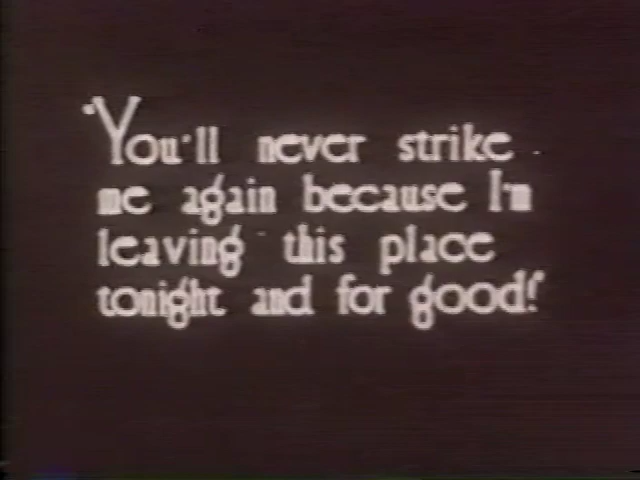 "You'll never strike
me again because I'm
leaving this place
tonight and for good!"